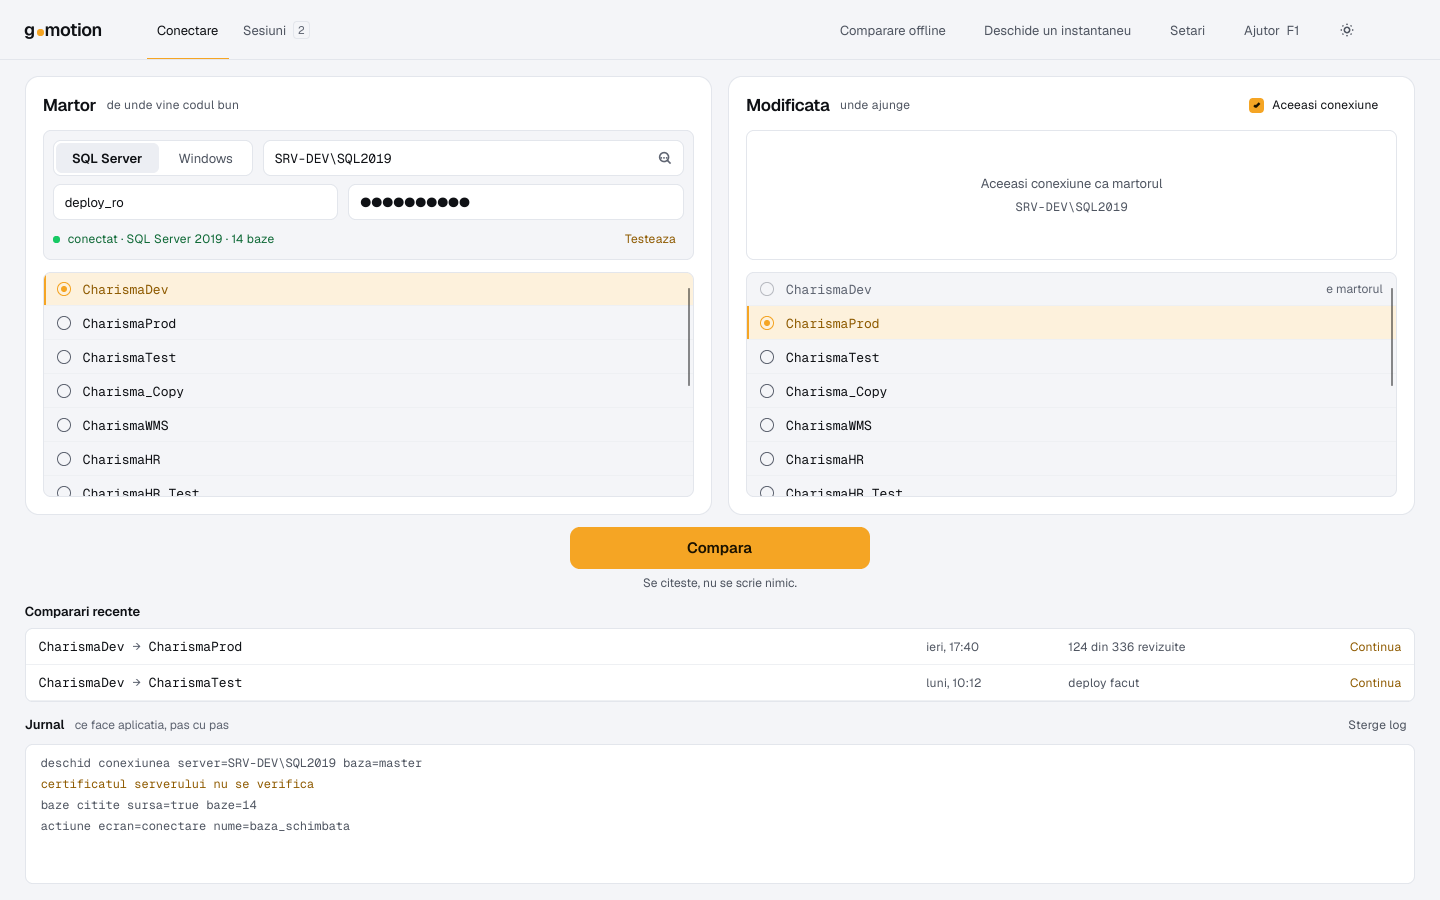 g●motion
Conectare
Sesiuni 2
Comparare offline
Deschide un instantaneu
Setari
Ajutor F1
Martor de unde vine codul bun
SQL Server
Windows
SRV-DEV\SQL2019
deploy_ro
●●●●●●●●●●
conectat · SQL Server 2019 · 14 baze
Testeaza
CharismaDev
CharismaProd
CharismaTest
Charisma_Copy
CharismaWMS
CharismaHR
CharismaHR_Test
Modificata unde ajunge
Aceeasi conexiune
Aceeasi conexiune ca martorul
SRV-DEV\SQL2019
CharismaDev e martorul
CharismaProd
CharismaTest
Charisma_Copy
CharismaWMS
CharismaHR
CharismaHR_Test
Compara
Se citeste, nu se scrie nimic.
Comparari recente
CharismaDev → CharismaProd ieri, 17:40 124 din 336 revizuite Continua
CharismaDev → CharismaTest luni, 10:12 deploy facut Continua
Jurnal ce face aplicatia, pas cu pas
Sterge log
deschid conexiunea server=SRV-DEV\SQL2019 baza=master
certificatul serverului nu se verifica
baze citite sursa=true baze=14
actiune ecran=conectare nume=baza_schimbata